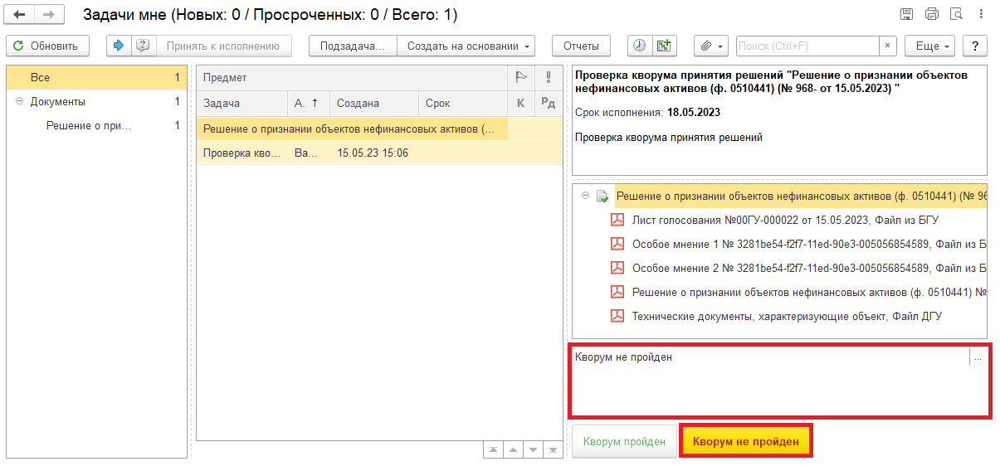 Задачи мне (Новых: 0 / Просроченных: 0 / Всего: 1)
Обновить
Принять к исполнению
Подзадача...
Создать на основании
Отчеты
Поиск (Ctrl+F)
×
Еще
?
Все 1
Документы 1
Решение о при... 1
Предмет
Задача А. ↑ Создана Срок К Рд
Решение о признании объектов нефинансовых активов (...
Проверка кво... Ва... 15.05.23 15:06
Проверка кворума принятия решений "Решение о признании объектов
нефинансовых активов (ф. 0510441) (№ 968- от 15.05.2023) "
Срок исполнения: 18.05.2023
Проверка кворума принятия решений
Решение о признании объектов нефинансовых активов (ф. 0510441) (№ 96
Лист голосования №00ГУ-000022 от 15.05.2023, Файл из БГУ
Особое мнение 1 № 3281be54-f2f7-11ed-90e3-005056854589, Файл из Б
Особое мнение 2 № 3281be54-f2f7-11ed-90e3-005056854589, Файл из Б
Решение о признании объектов нефинансовых активов (ф. 0510441) №
Технические документы, характеризующие объект, Файл ДГУ
Кворум не пройден ...
Кворум пройден
Кворум не пройден